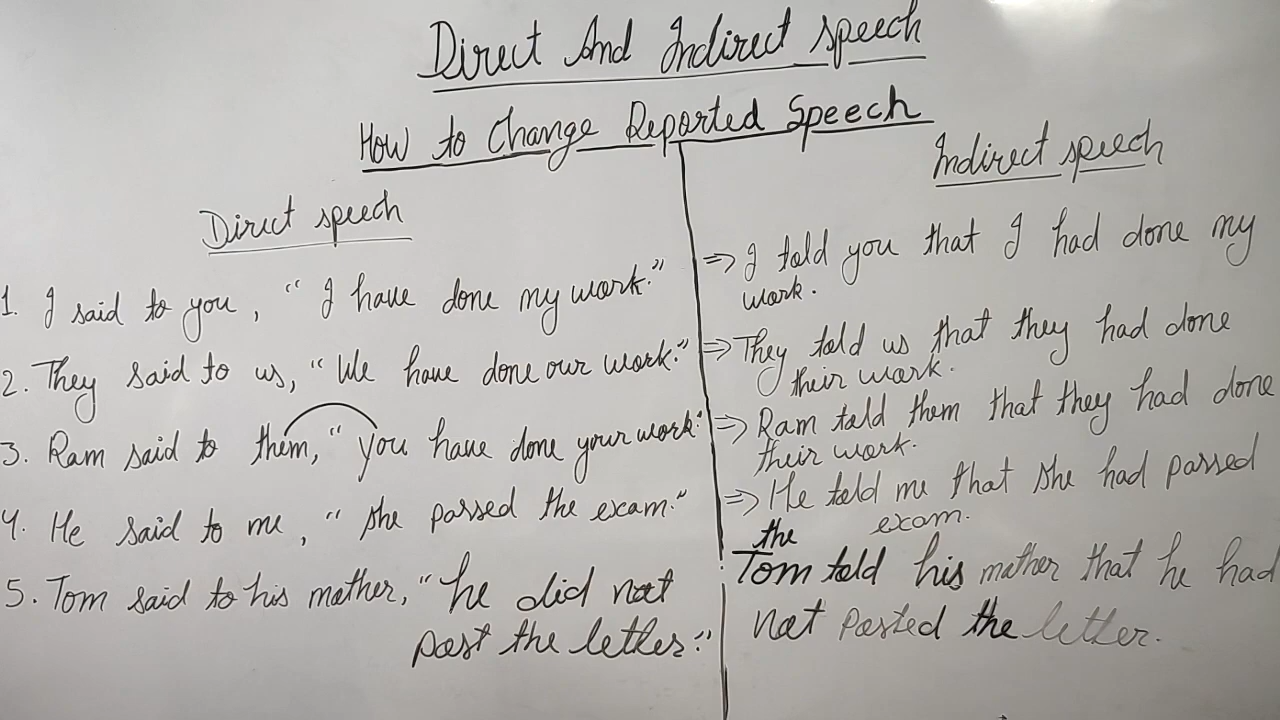 Direct And Indirect speech
How to Change Reported Speech
Direct speech
1. I said to you, "I have done my work."
2. They said to us, "We have done our work."
3. Ram said to them, "you have done your work."
4. He said to me, "she passed the exam."
5. Tom said to his mother, "he did not
post the letter."
Indirect speech
⇒ I told you that I had done my
work.
⇒ They told us that they had done
their work.
⇒ Ram told them that they had done
their work.
⇒ He told me that she had passed
the exam.
Tom told his mother that he had
not posted the letter.